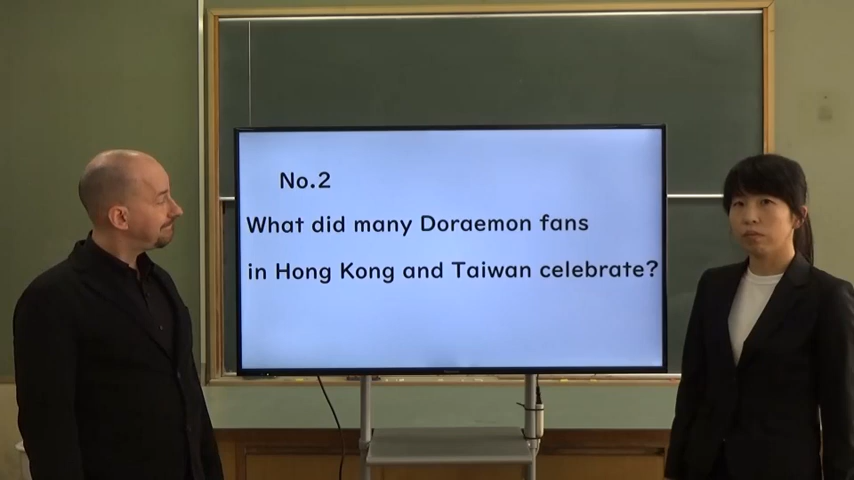 No.2
What did many Doraemon fans
in Hong Kong and Taiwan celebrate?